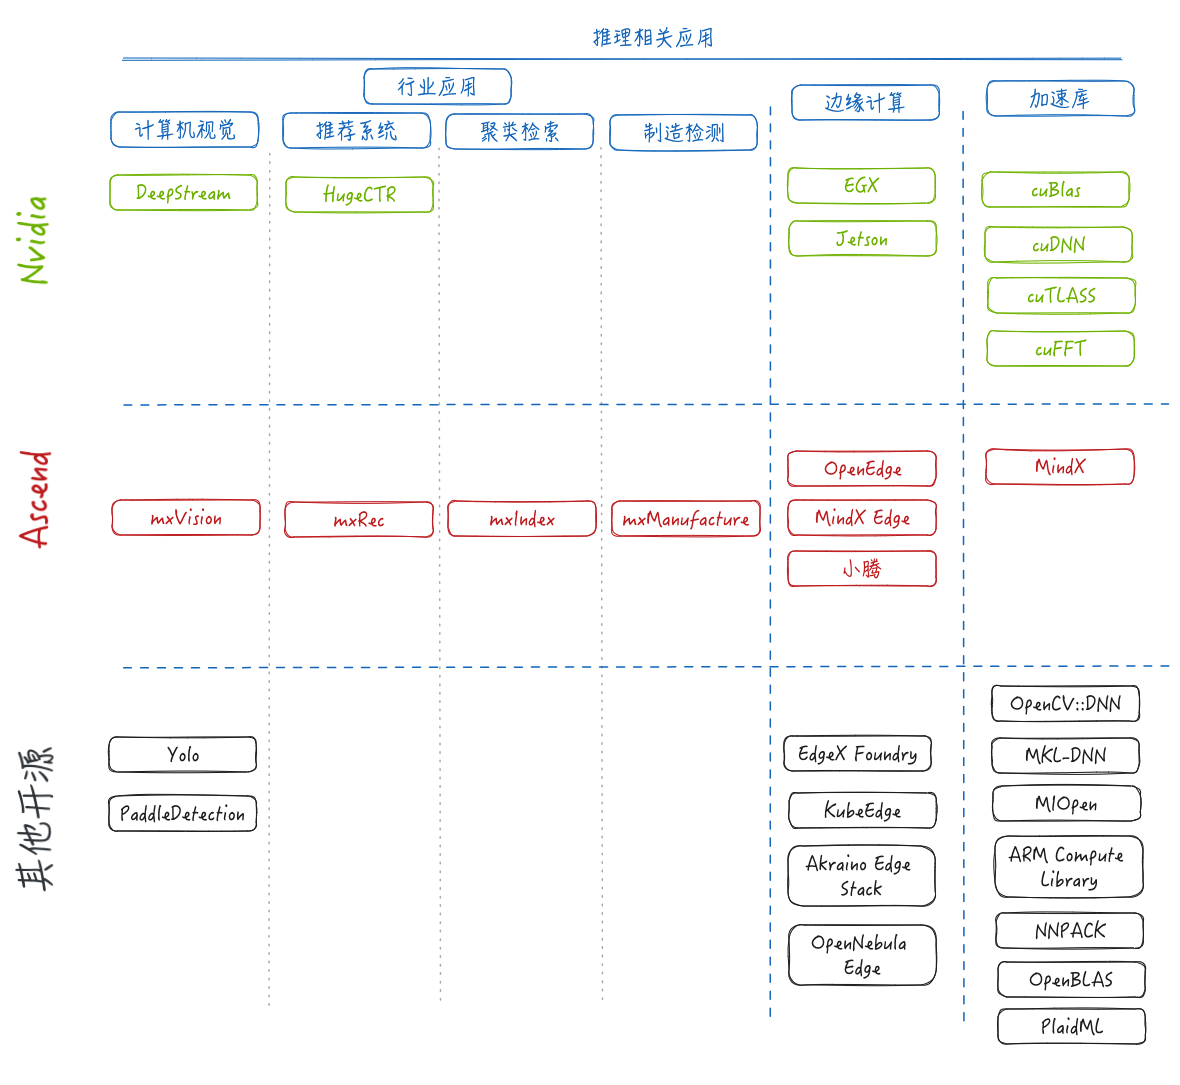 推理相关应用
行业应用
边缘计算
加速库
计算机视觉
推荐系统
聚类检索
制造检测
Nvidia
DeepStream
HugeCTR
EGX
Jetson
cuBlas
cuDNN
cuTLASS
cuFFT
Ascend
mxVision
mxRec
mxIndex
mxManufacture
OpenEdge
MindX Edge
小腾
MindX
其他开源
Yolo
PaddleDetection
EdgeX Foundry
KubeEdge
Akraino Edge
Stack
OpenNebula
Edge
OpenCV::DNN
MKL-DNN
MIOpen
ARM Compute
Library
NNPACK
OpenBLAS
PlaidML